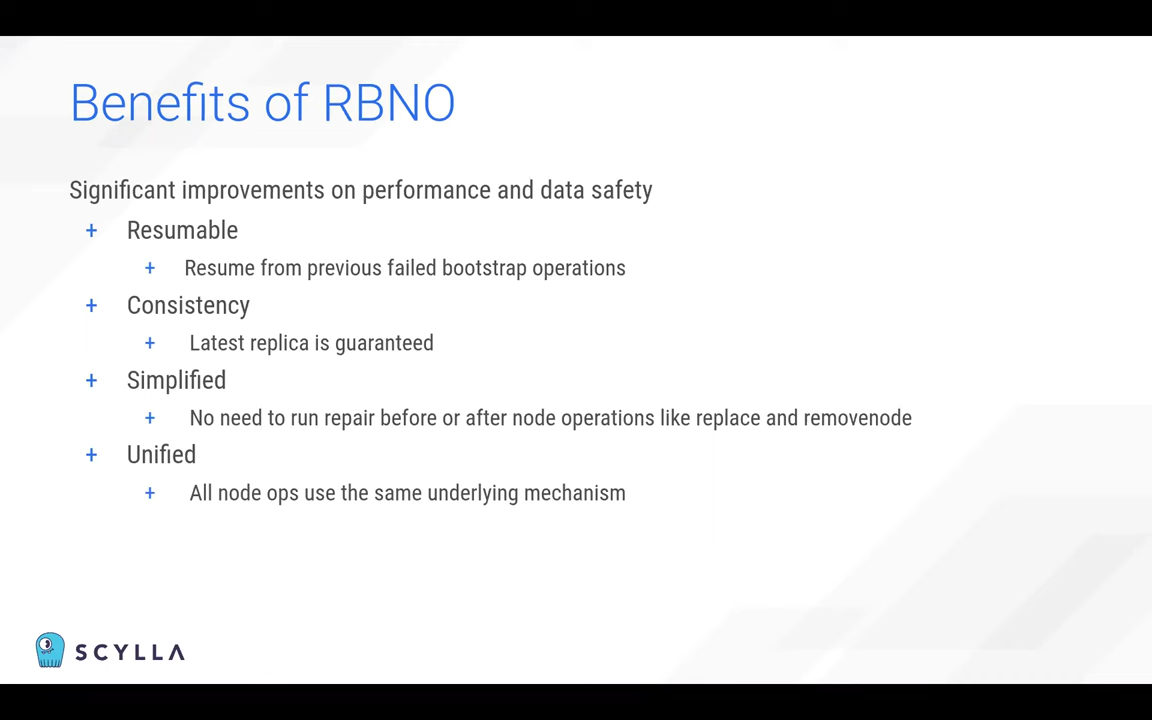 Benefits of RBNO
Significant improvements on performance and data safety
+ Resumable
+ Resume from previous failed bootstrap operations
+ Consistency
+ Latest replica is guaranteed
+ Simplified
+ No need to run repair before or after node operations like replace and removenode
+ Unified
+ All node ops use the same underlying mechanism
SCYLLA